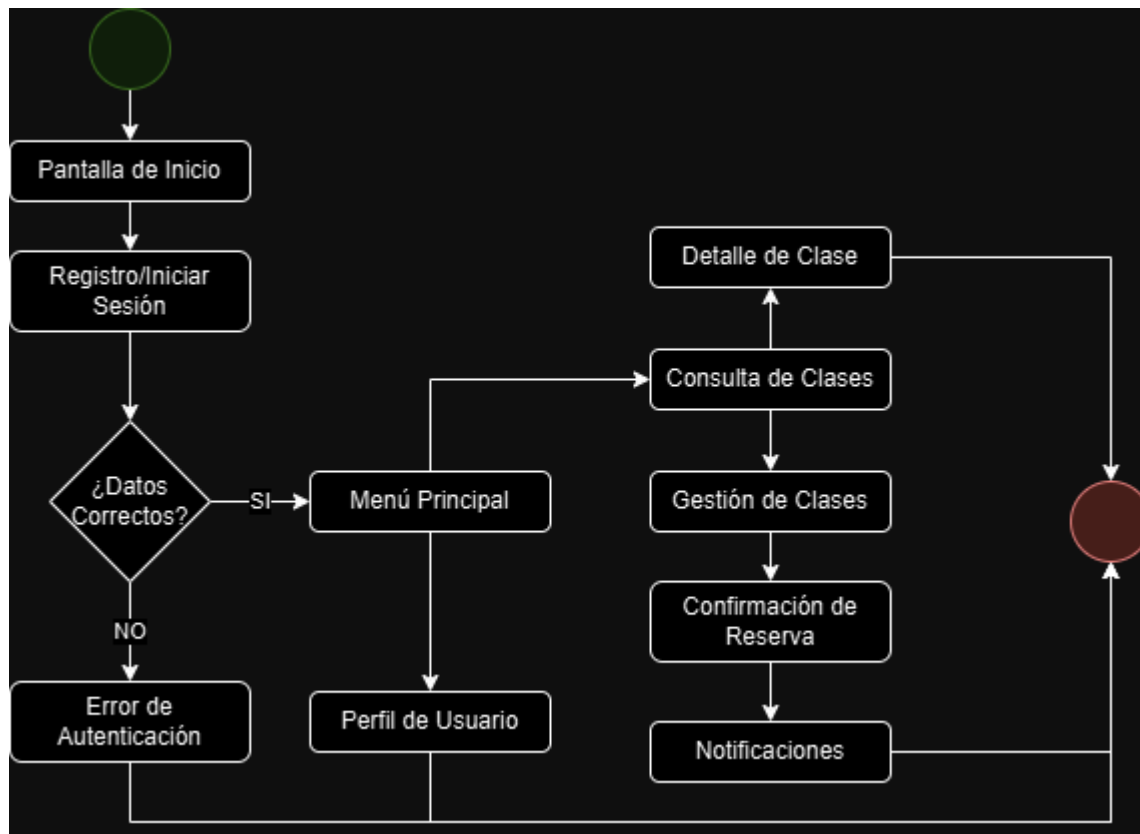 Pantalla de Inicio
Registro/Iniciar
Sesión
¿Datos
Correctos?
SI
NO
Error de
Autenticación
Menú Principal
Perfil de Usuario
Detalle de Clase
Consulta de Clases
Gestión de Clases
Confirmación de
Reserva
Notificaciones